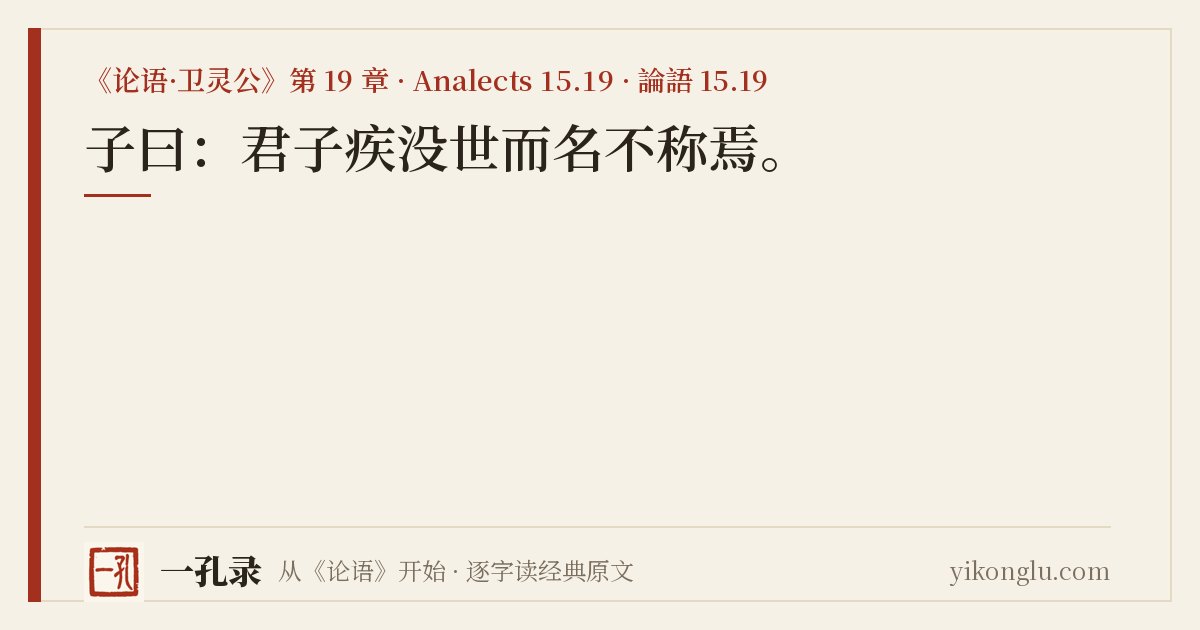 《论语·卫灵公》第 19 章 · Analects 15.19 · 論語 15.19
子曰：君子疾没世而名不称焉。
一孔
一孔录 从《论语》开始 · 逐字读经典原文
yikonglu.com